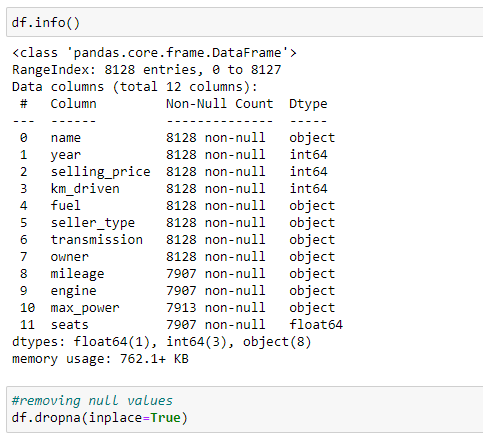 df.info()
<class 'pandas.core.frame.DataFrame'>
RangeIndex: 8128 entries, 0 to 8127
Data columns (total 12 columns):
 #   Column         Non-Null Count  Dtype
---  ------         --------------  -----
 0   name           8128 non-null   object
 1   year           8128 non-null   int64
 2   selling_price  8128 non-null   int64
 3   km_driven      8128 non-null   int64
 4   fuel           8128 non-null   object
 5   seller_type    8128 non-null   object
 6   transmission   8128 non-null   object
 7   owner          8128 non-null   object
 8   mileage        7907 non-null   object
 9   engine         7907 non-null   object
 10  max_power      7913 non-null   object
 11  seats          7907 non-null   float64
dtypes: float64(1), int64(3), object(8)
memory usage: 762.1+ KB
#removing null values
df.dropna(inplace=True)